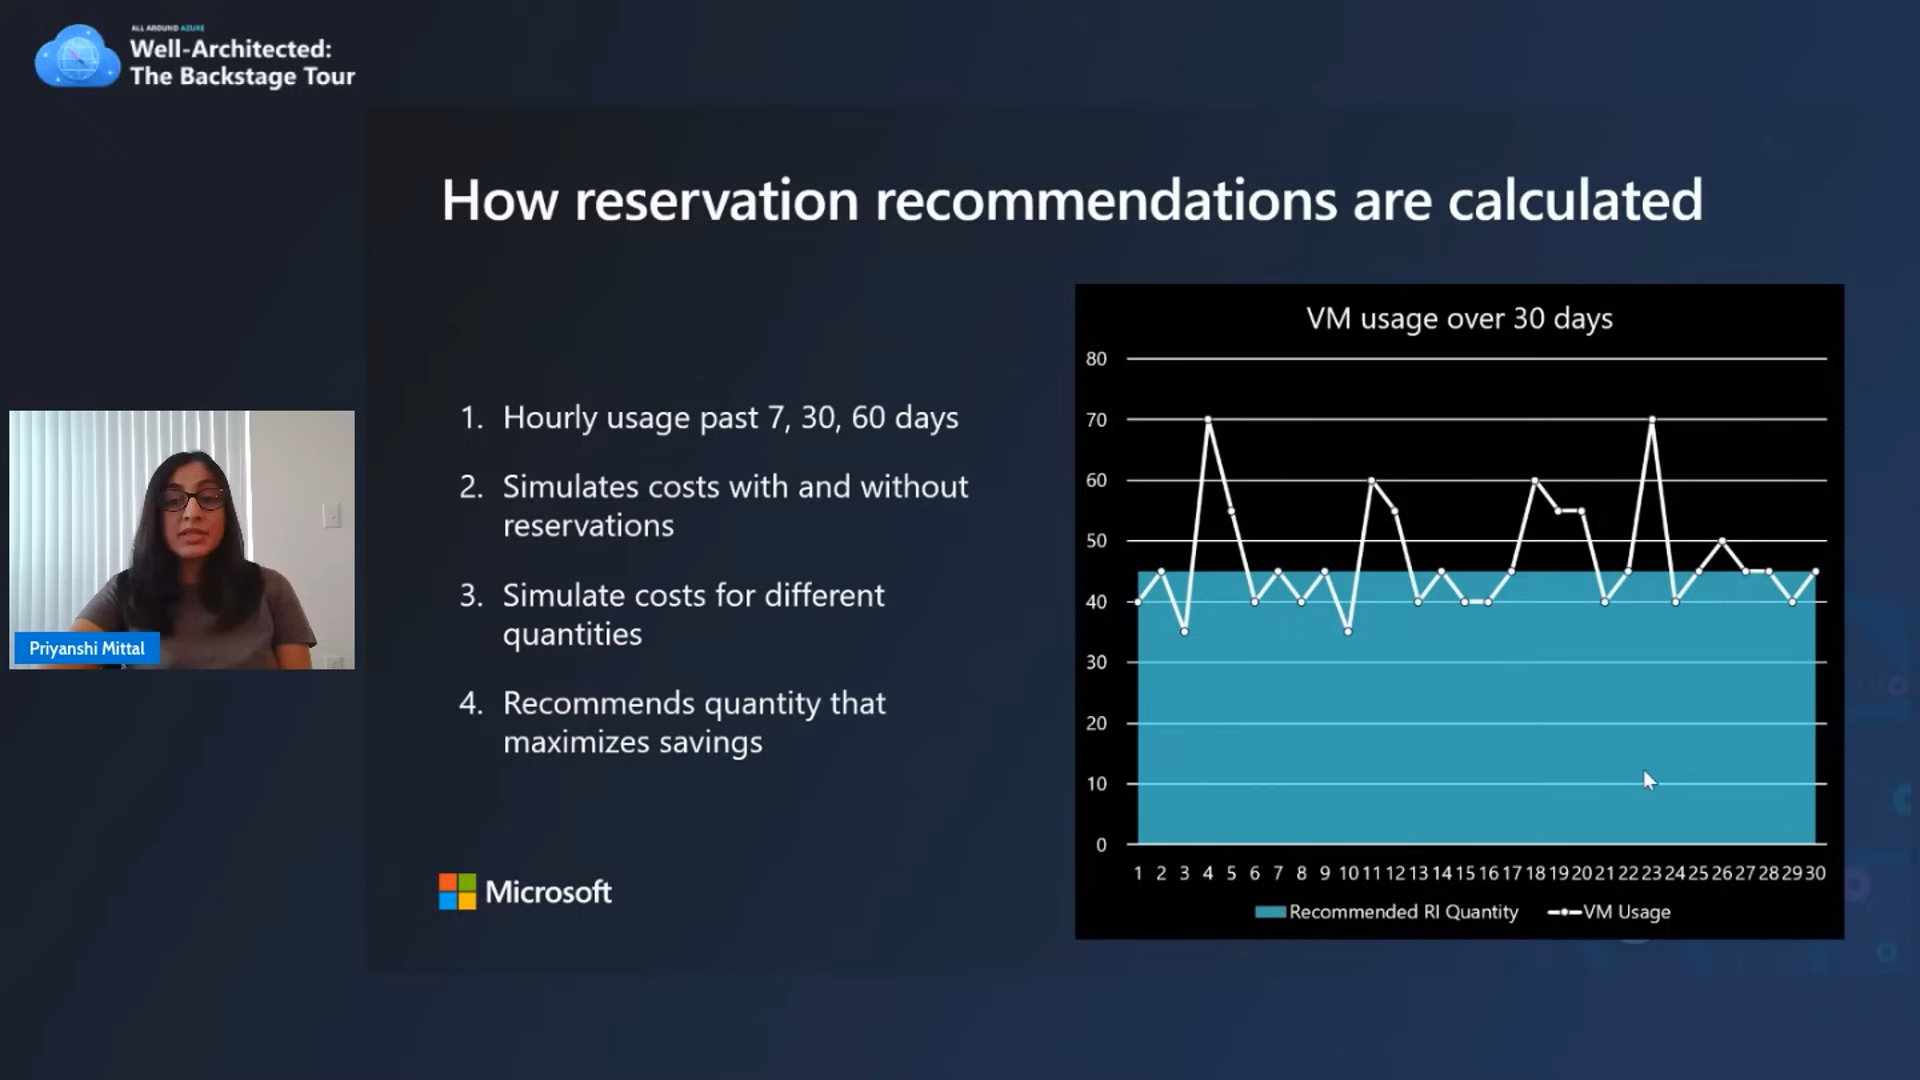 ALL AROUND AZURE
Well-Architected:
The Backstage Tour
How reservation recommendations are calculated
1. Hourly usage past 7, 30, 60 days
2. Simulates costs with and without
reservations
3. Simulate costs for different
quantities
4. Recommends quantity that
maximizes savings
Microsoft
Priyanshi Mittal
VM usage over 30 days
80
70
60
50
40
30
20
10
0
1 2 3 4 5 6 7 8 9 10 11 12 13 14 15 16 17 18 19 20 21 22 23 24 25 26 27 28 29 30
Recommended RI Quantity VM Usage